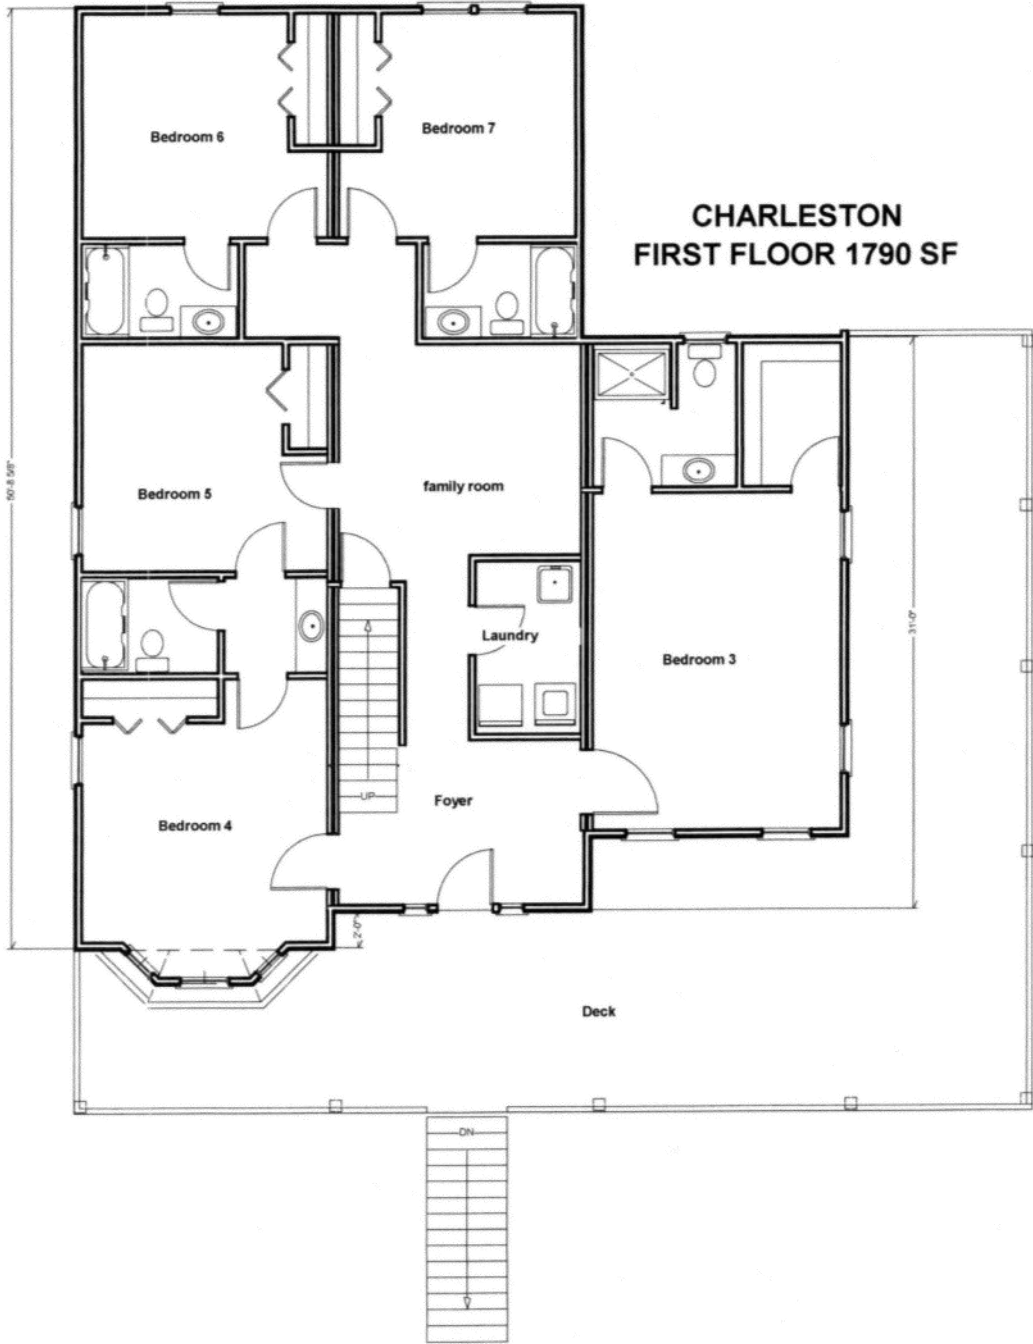 Bedroom 6
Bedroom 7
CHARLESTON
FIRST FLOOR 1790 SF
Bedroom 5
family room
Laundry
Bedroom 3
31'-0"
UP
Foyer
Bedroom 4
2'-0"
Deck
DN